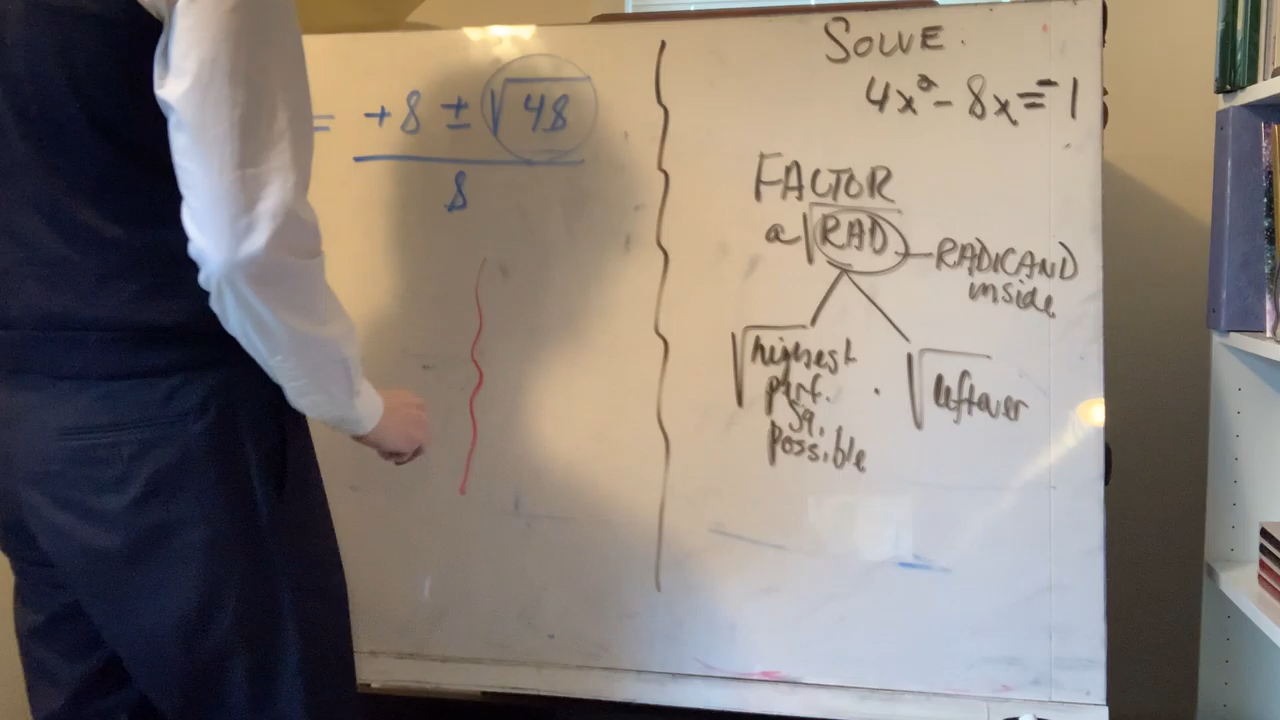 = +8 ± √48
8
SOLVE.
4x² - 8x = -1
FACTOR
a√RAD - RADICAND
inside
√highest perf. sq. possible · √leftover